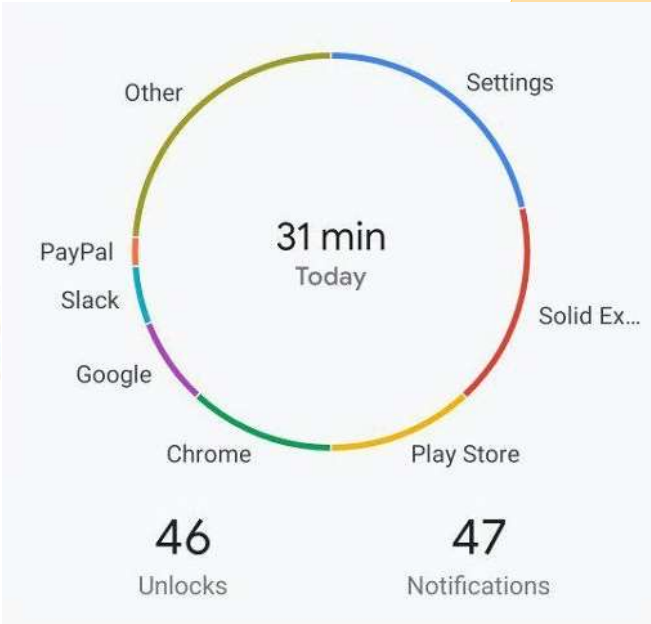 Settings
Other
31 min
Today
PayPal
Slack
Solid Ex...
Google
Chrome
Play Store
46
47
Unlocks
Notifications